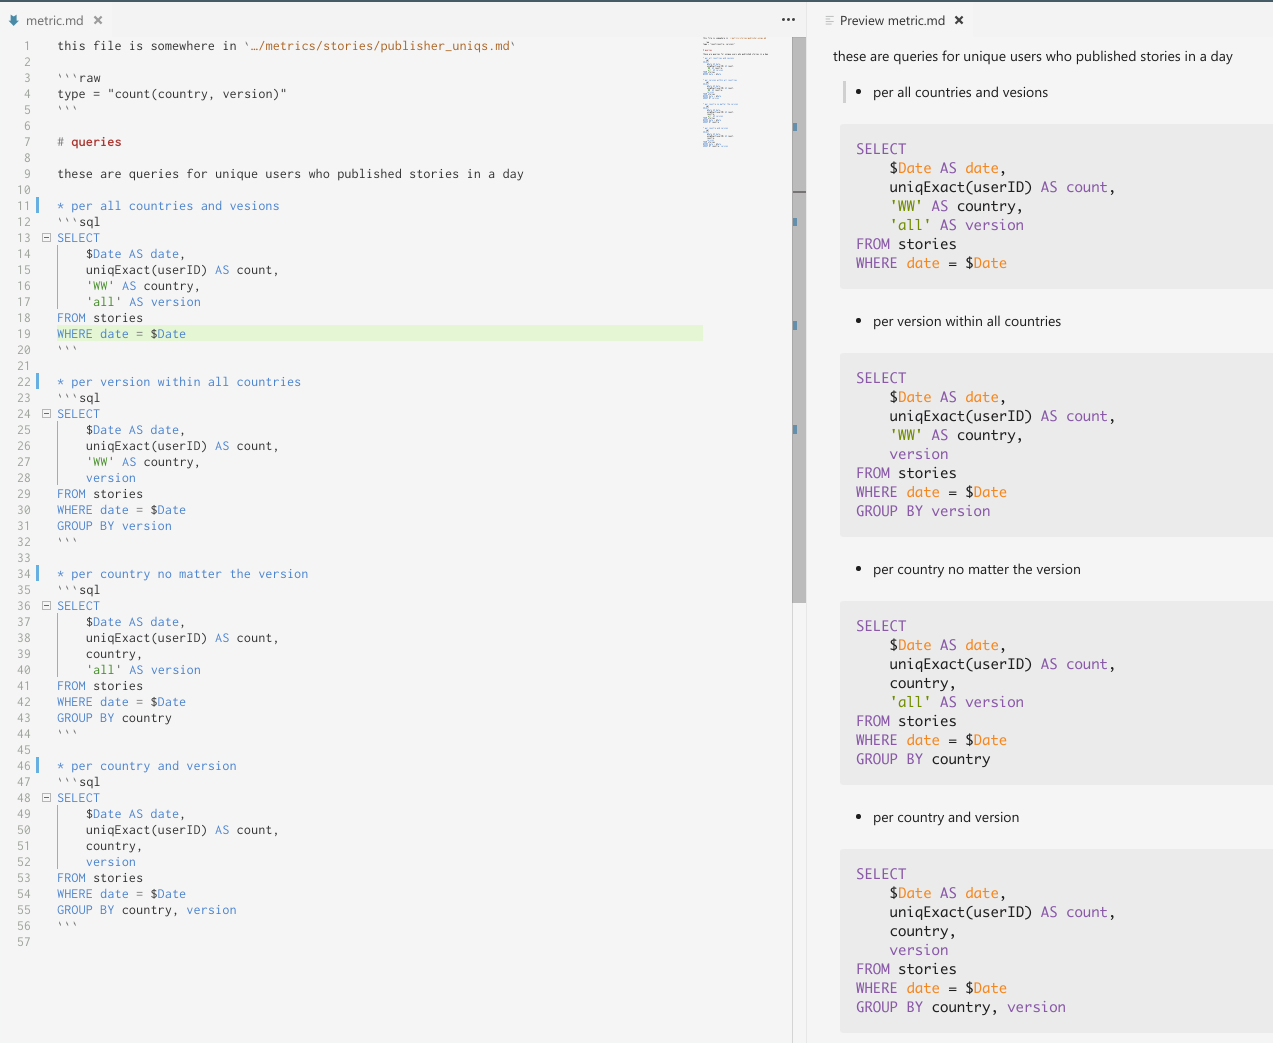 metric.md
Preview metric.md
1 this file is somewhere in `…/metrics/stories/publisher_uniqs.md`
2
3 ```raw
4 type = "count(country, version)"
5 ```
6
7 # queries
8
9 these are queries for unique users who published stories in a day
10
11 * per all countries and vesions
12 ```sql
13 SELECT
14     $Date AS date,
15     uniqExact(userID) AS count,
16     'WW' AS country,
17     'all' AS version
18 FROM stories
19 WHERE date = $Date
20 ```
21
22 * per version within all countries
23 ```sql
24 SELECT
25     $Date AS date,
26     uniqExact(userID) AS count,
27     'WW' AS country,
28     version
29 FROM stories
30 WHERE date = $Date
31 GROUP BY version
32 ```
33
34 * per country no matter the version
35 ```sql
36 SELECT
37     $Date AS date,
38     uniqExact(userID) AS count,
39     country,
40     'all' AS version
41 FROM stories
42 WHERE date = $Date
43 GROUP BY country
44 ```
45
46 * per country and version
47 ```sql
48 SELECT
49     $Date AS date,
50     uniqExact(userID) AS count,
51     country,
52     version
53 FROM stories
54 WHERE date = $Date
55 GROUP BY country, version
56 ```
57
these are queries for unique users who published stories in a day
• per all countries and vesions
SELECT
    $Date AS date,
    uniqExact(userID) AS count,
    'WW' AS country,
    'all' AS version
FROM stories
WHERE date = $Date
• per version within all countries
SELECT
    $Date AS date,
    uniqExact(userID) AS count,
    'WW' AS country,
    version
FROM stories
WHERE date = $Date
GROUP BY version
• per country no matter the version
SELECT
    $Date AS date,
    uniqExact(userID) AS count,
    country,
    'all' AS version
FROM stories
WHERE date = $Date
GROUP BY country
• per country and version
SELECT
    $Date AS date,
    uniqExact(userID) AS count,
    country,
    version
FROM stories
WHERE date = $Date
GROUP BY country, version